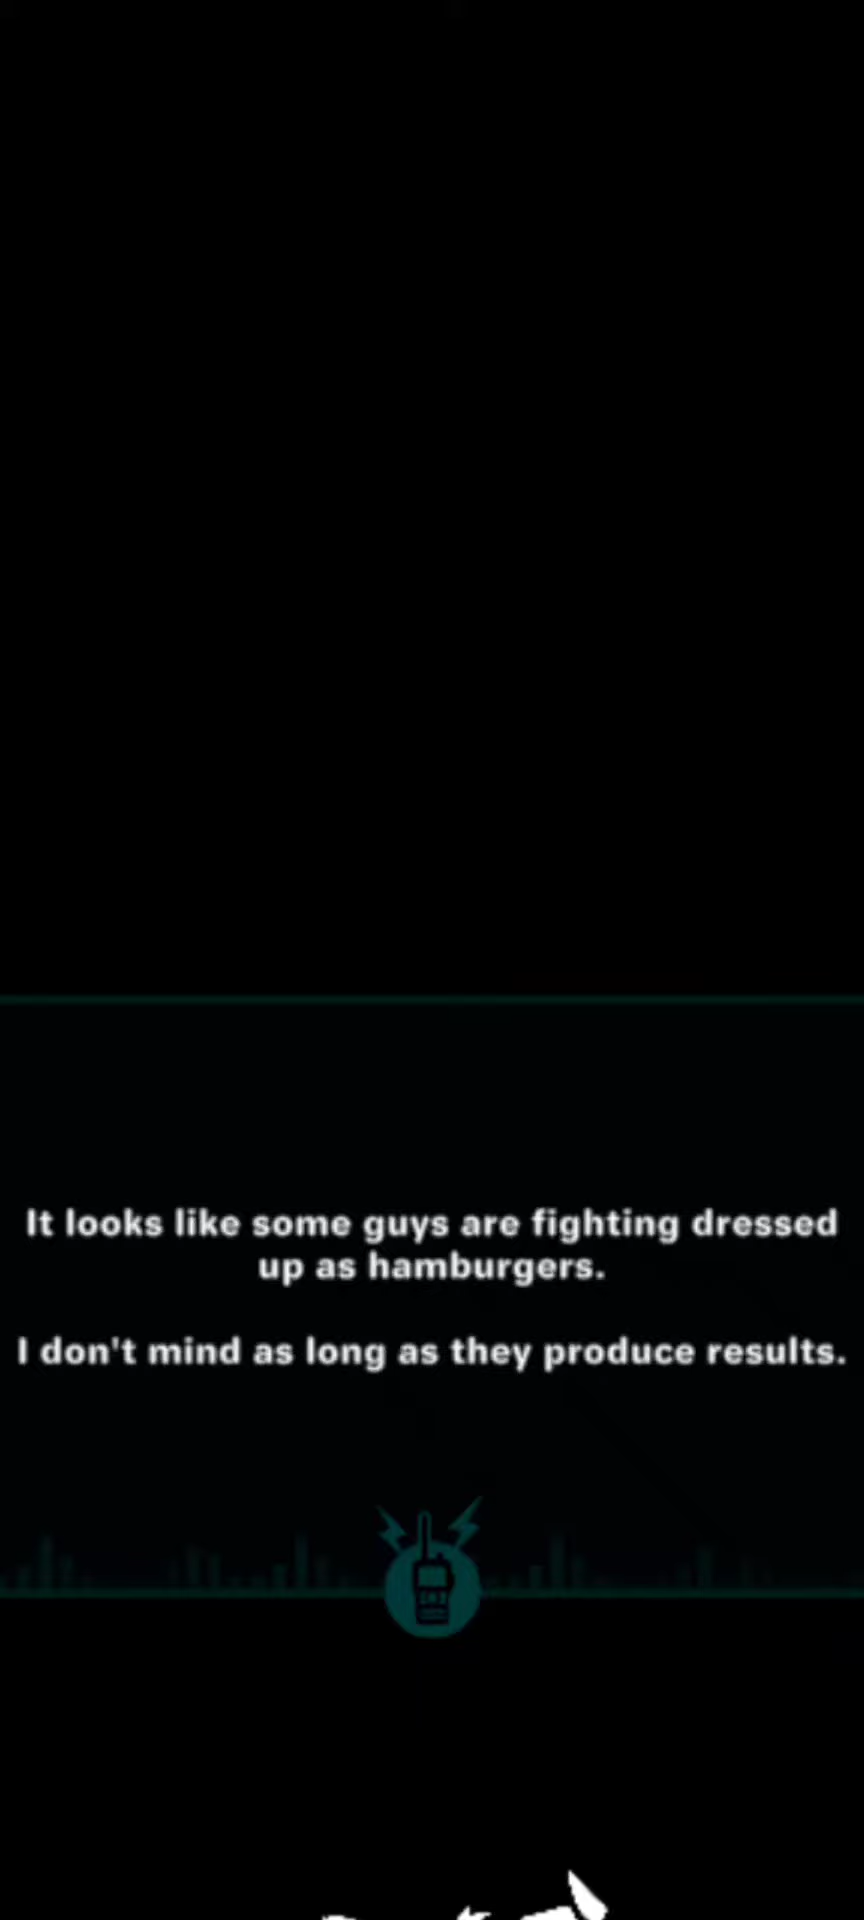 It looks like some guys are fighting dressed
up as hamburgers.
I don't mind as long as they produce results.